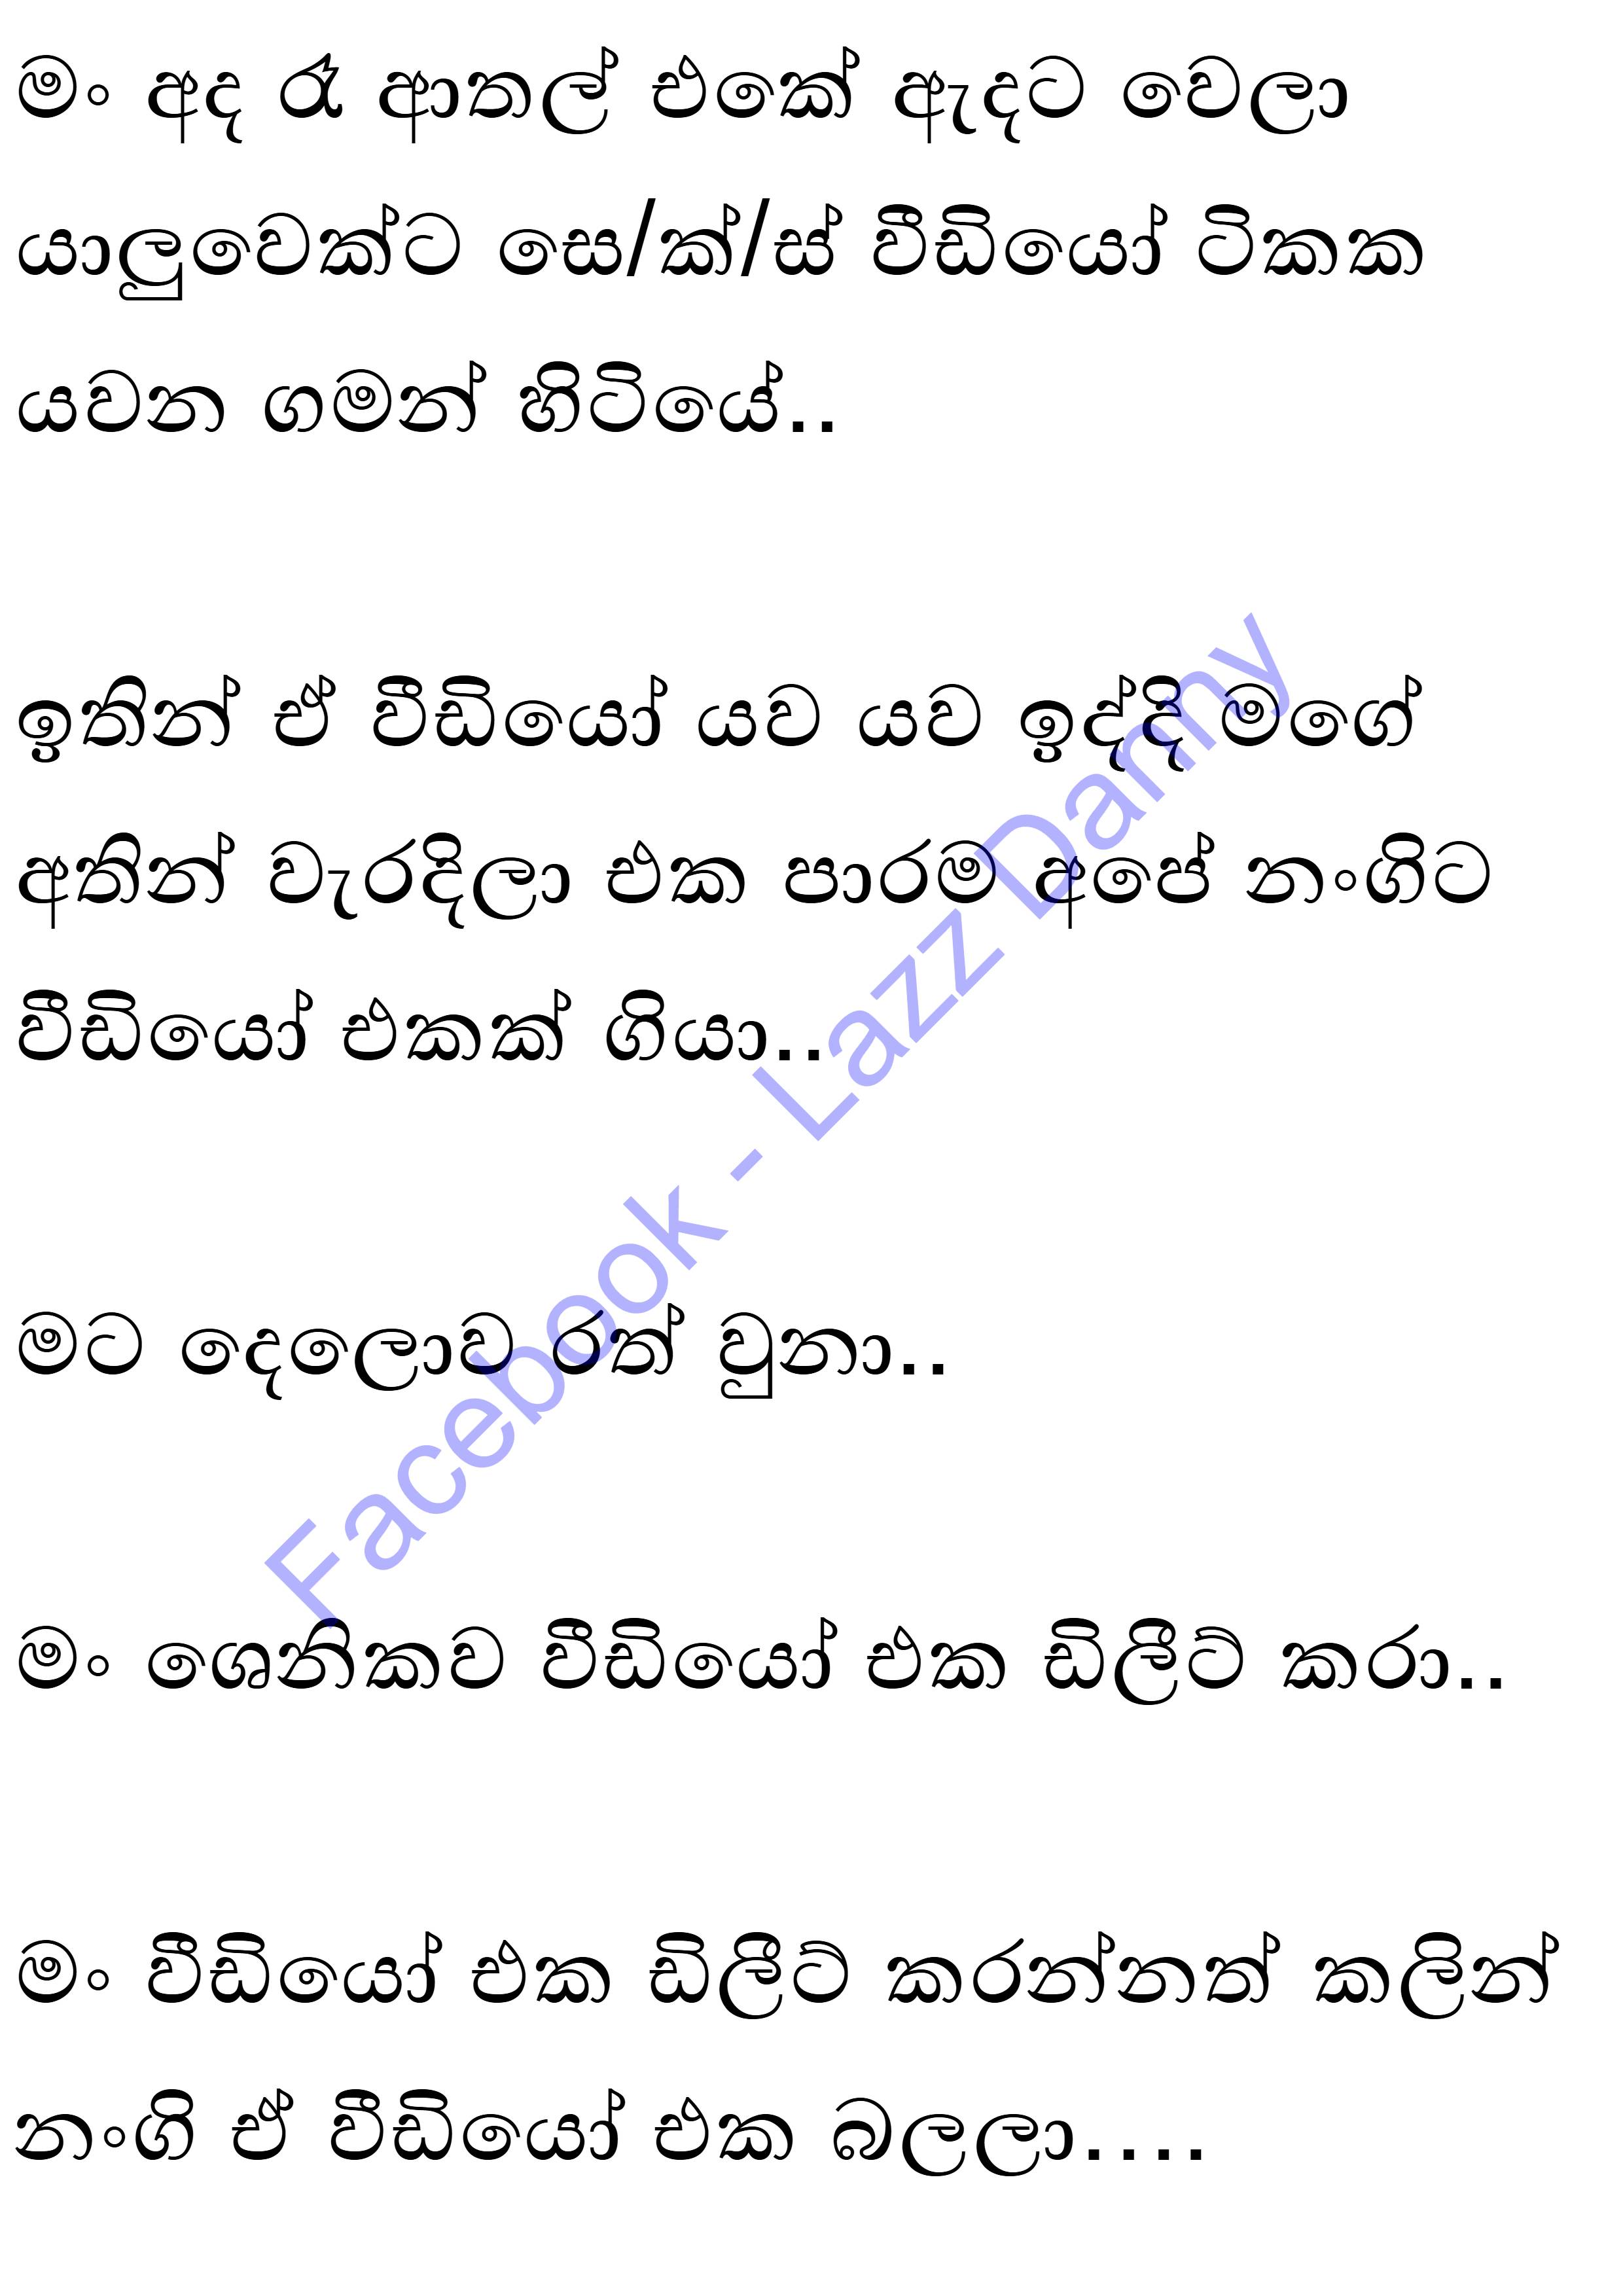 මං අද රෑ ආතල් එකේ ඇදට වෙලා
යාලුවෙක්ට සෙ/ක්/ස් වීඩියෝ ටිකක
යවන ගමන් හිටියේ..
ඉතින් ඒ වීඩියෝ යව යව ඉද්දි මගේ
අතින් වැරදිලා එක පාරම අපේ නංගිට
වීඩියෝ එකක් ගියා..
මට දෙලොව රත් වුනා..
මං ශෙනිකව වීඩියෝ එක ඩිලීට් කරා..
මං වීඩියෝ එක ඩිලීට් කරන්නත් කලින්
නංගි ඒ වීඩියෝ එක බලලා....
Facebook - Lazz Dammy